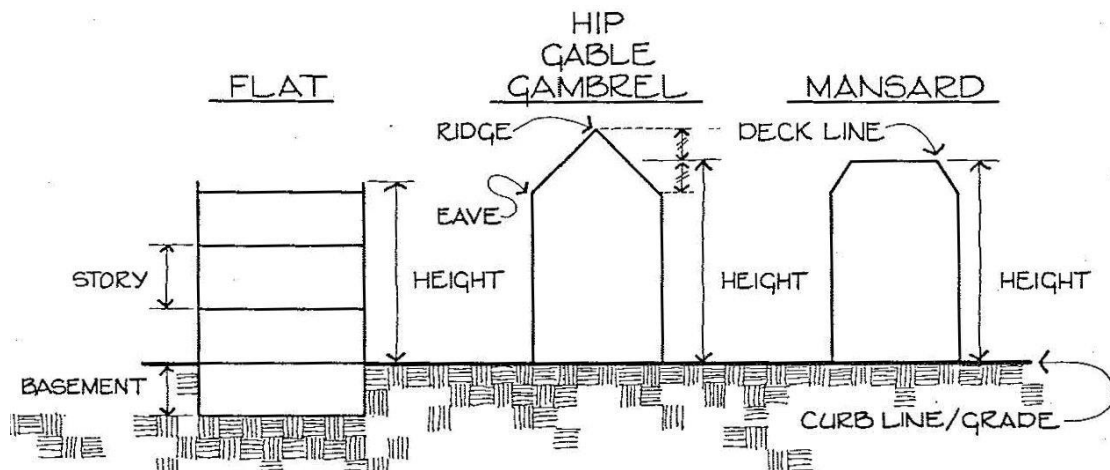 FLAT
HIP
GABLE
GAMBREL
MANSARD
RIDGE
DECK LINE
EAVE
STORY
HEIGHT
HEIGHT
HEIGHT
BASEMENT
CURB LINE/GRADE